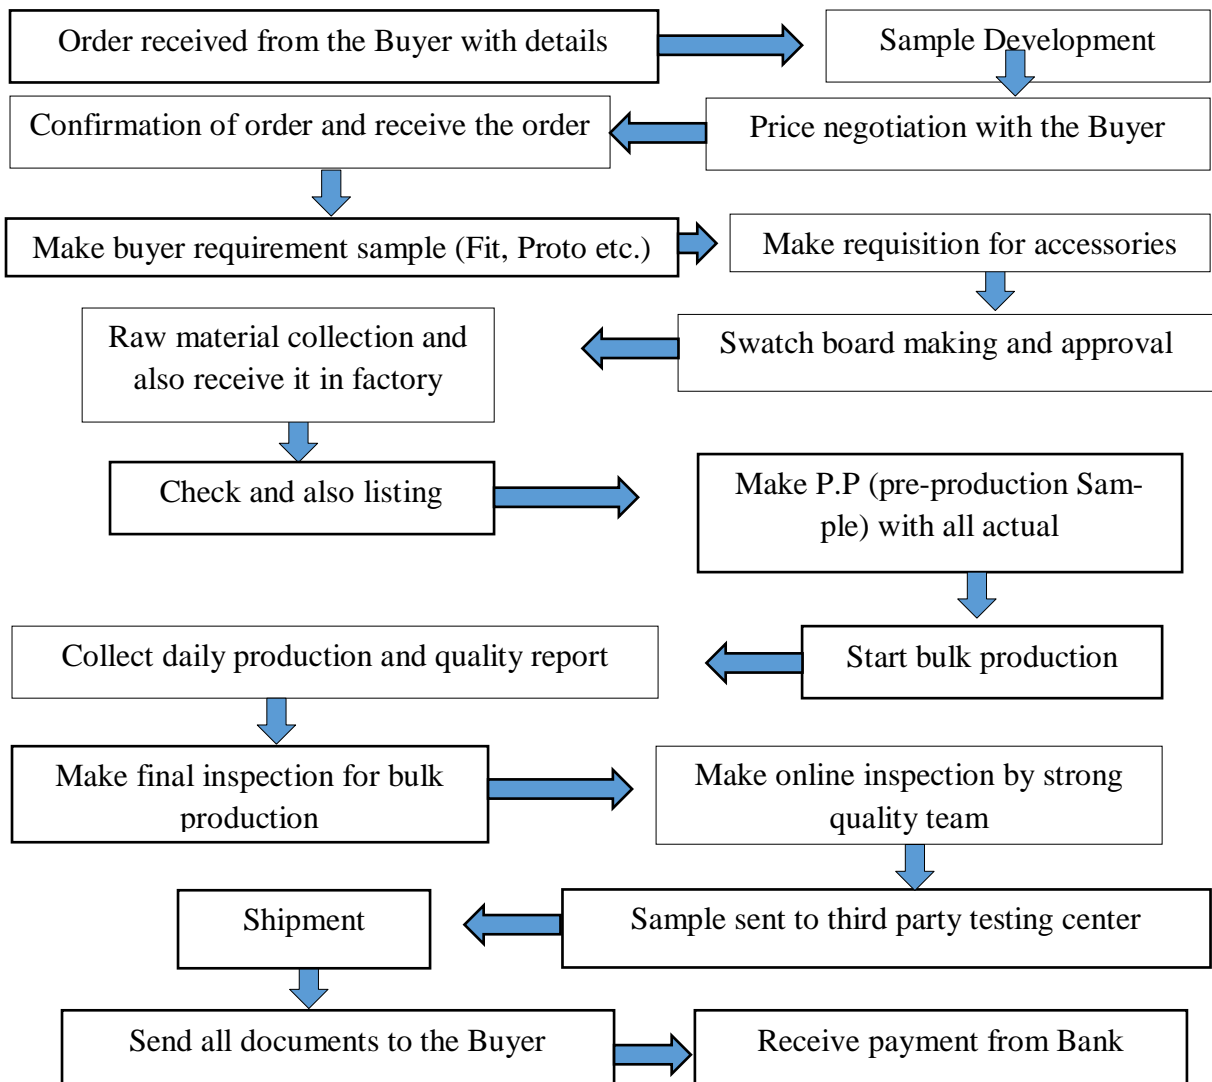 Order received from the Buyer with details
Sample Development
Price negotiation with the Buyer
Confirmation of order and receive the order
Make buyer requirement sample (Fit, Proto etc.)
Make requisition for accessories
Swatch board making and approval
Raw material collection and
also receive it in factory
Check and also listing
Make P.P (pre-production Sam-
ple) with all actual
Start bulk production
Collect daily production and quality report
Make final inspection for bulk
production
Make online inspection by strong
quality team
Sample sent to third party testing center
Shipment
Send all documents to the Buyer
Receive payment from Bank